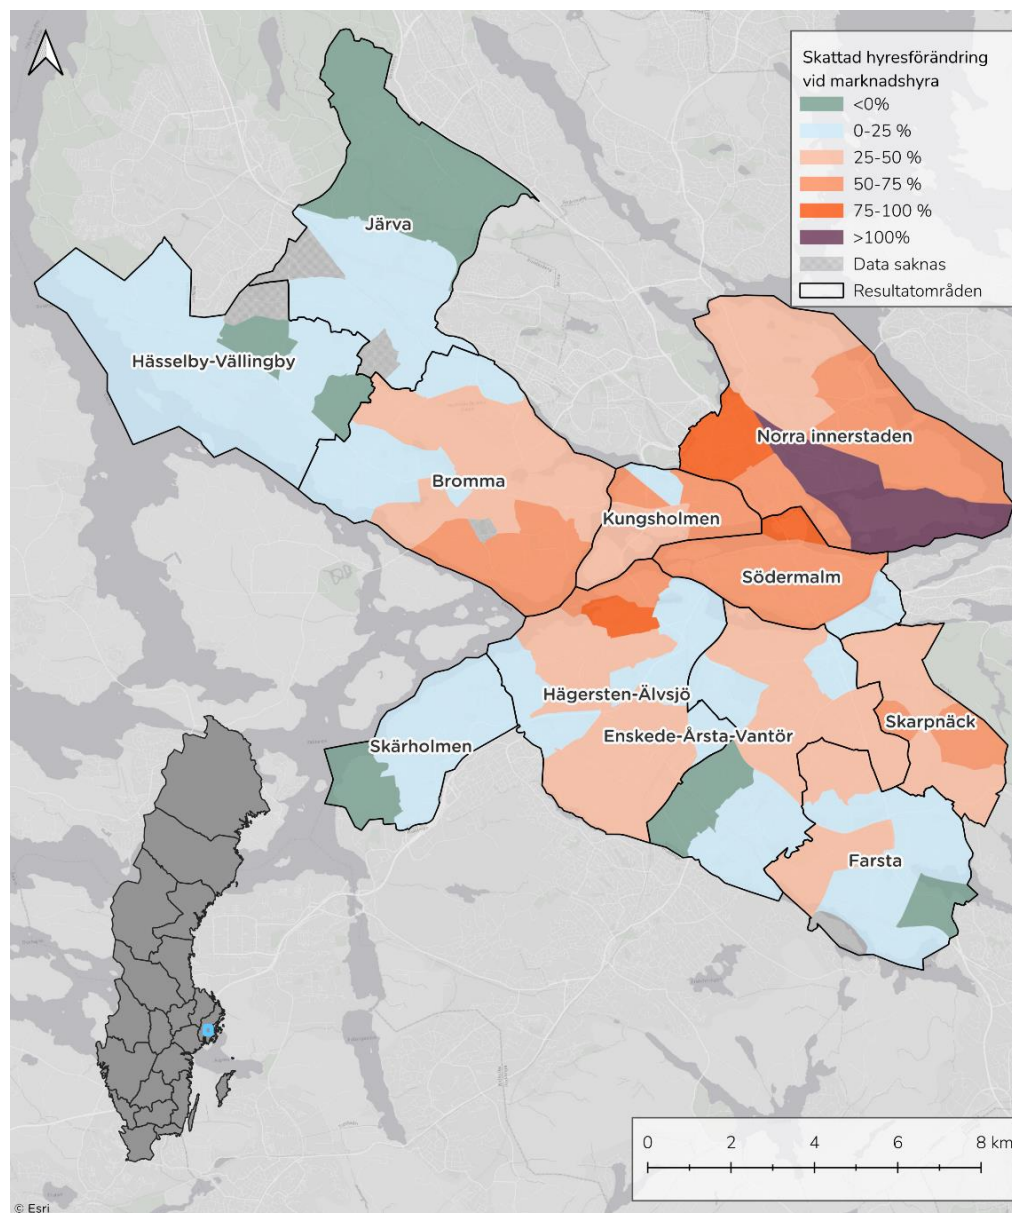 Skattad hyresförändring
vid marknadshyra
<0%
0-25 %
25-50 %
50-75 %
75-100 %
>100%
Data saknas
Resultatområden
Järva
Hässelby-Vällingby
Norra innerstaden
Bromma
Kungsholmen
Södermalm
Hägersten-Älvsjö
Skarpnäck
Enskede-Årsta-Vantör
Skärholmen
Farsta
0 2 4 6 8 km
© Esri